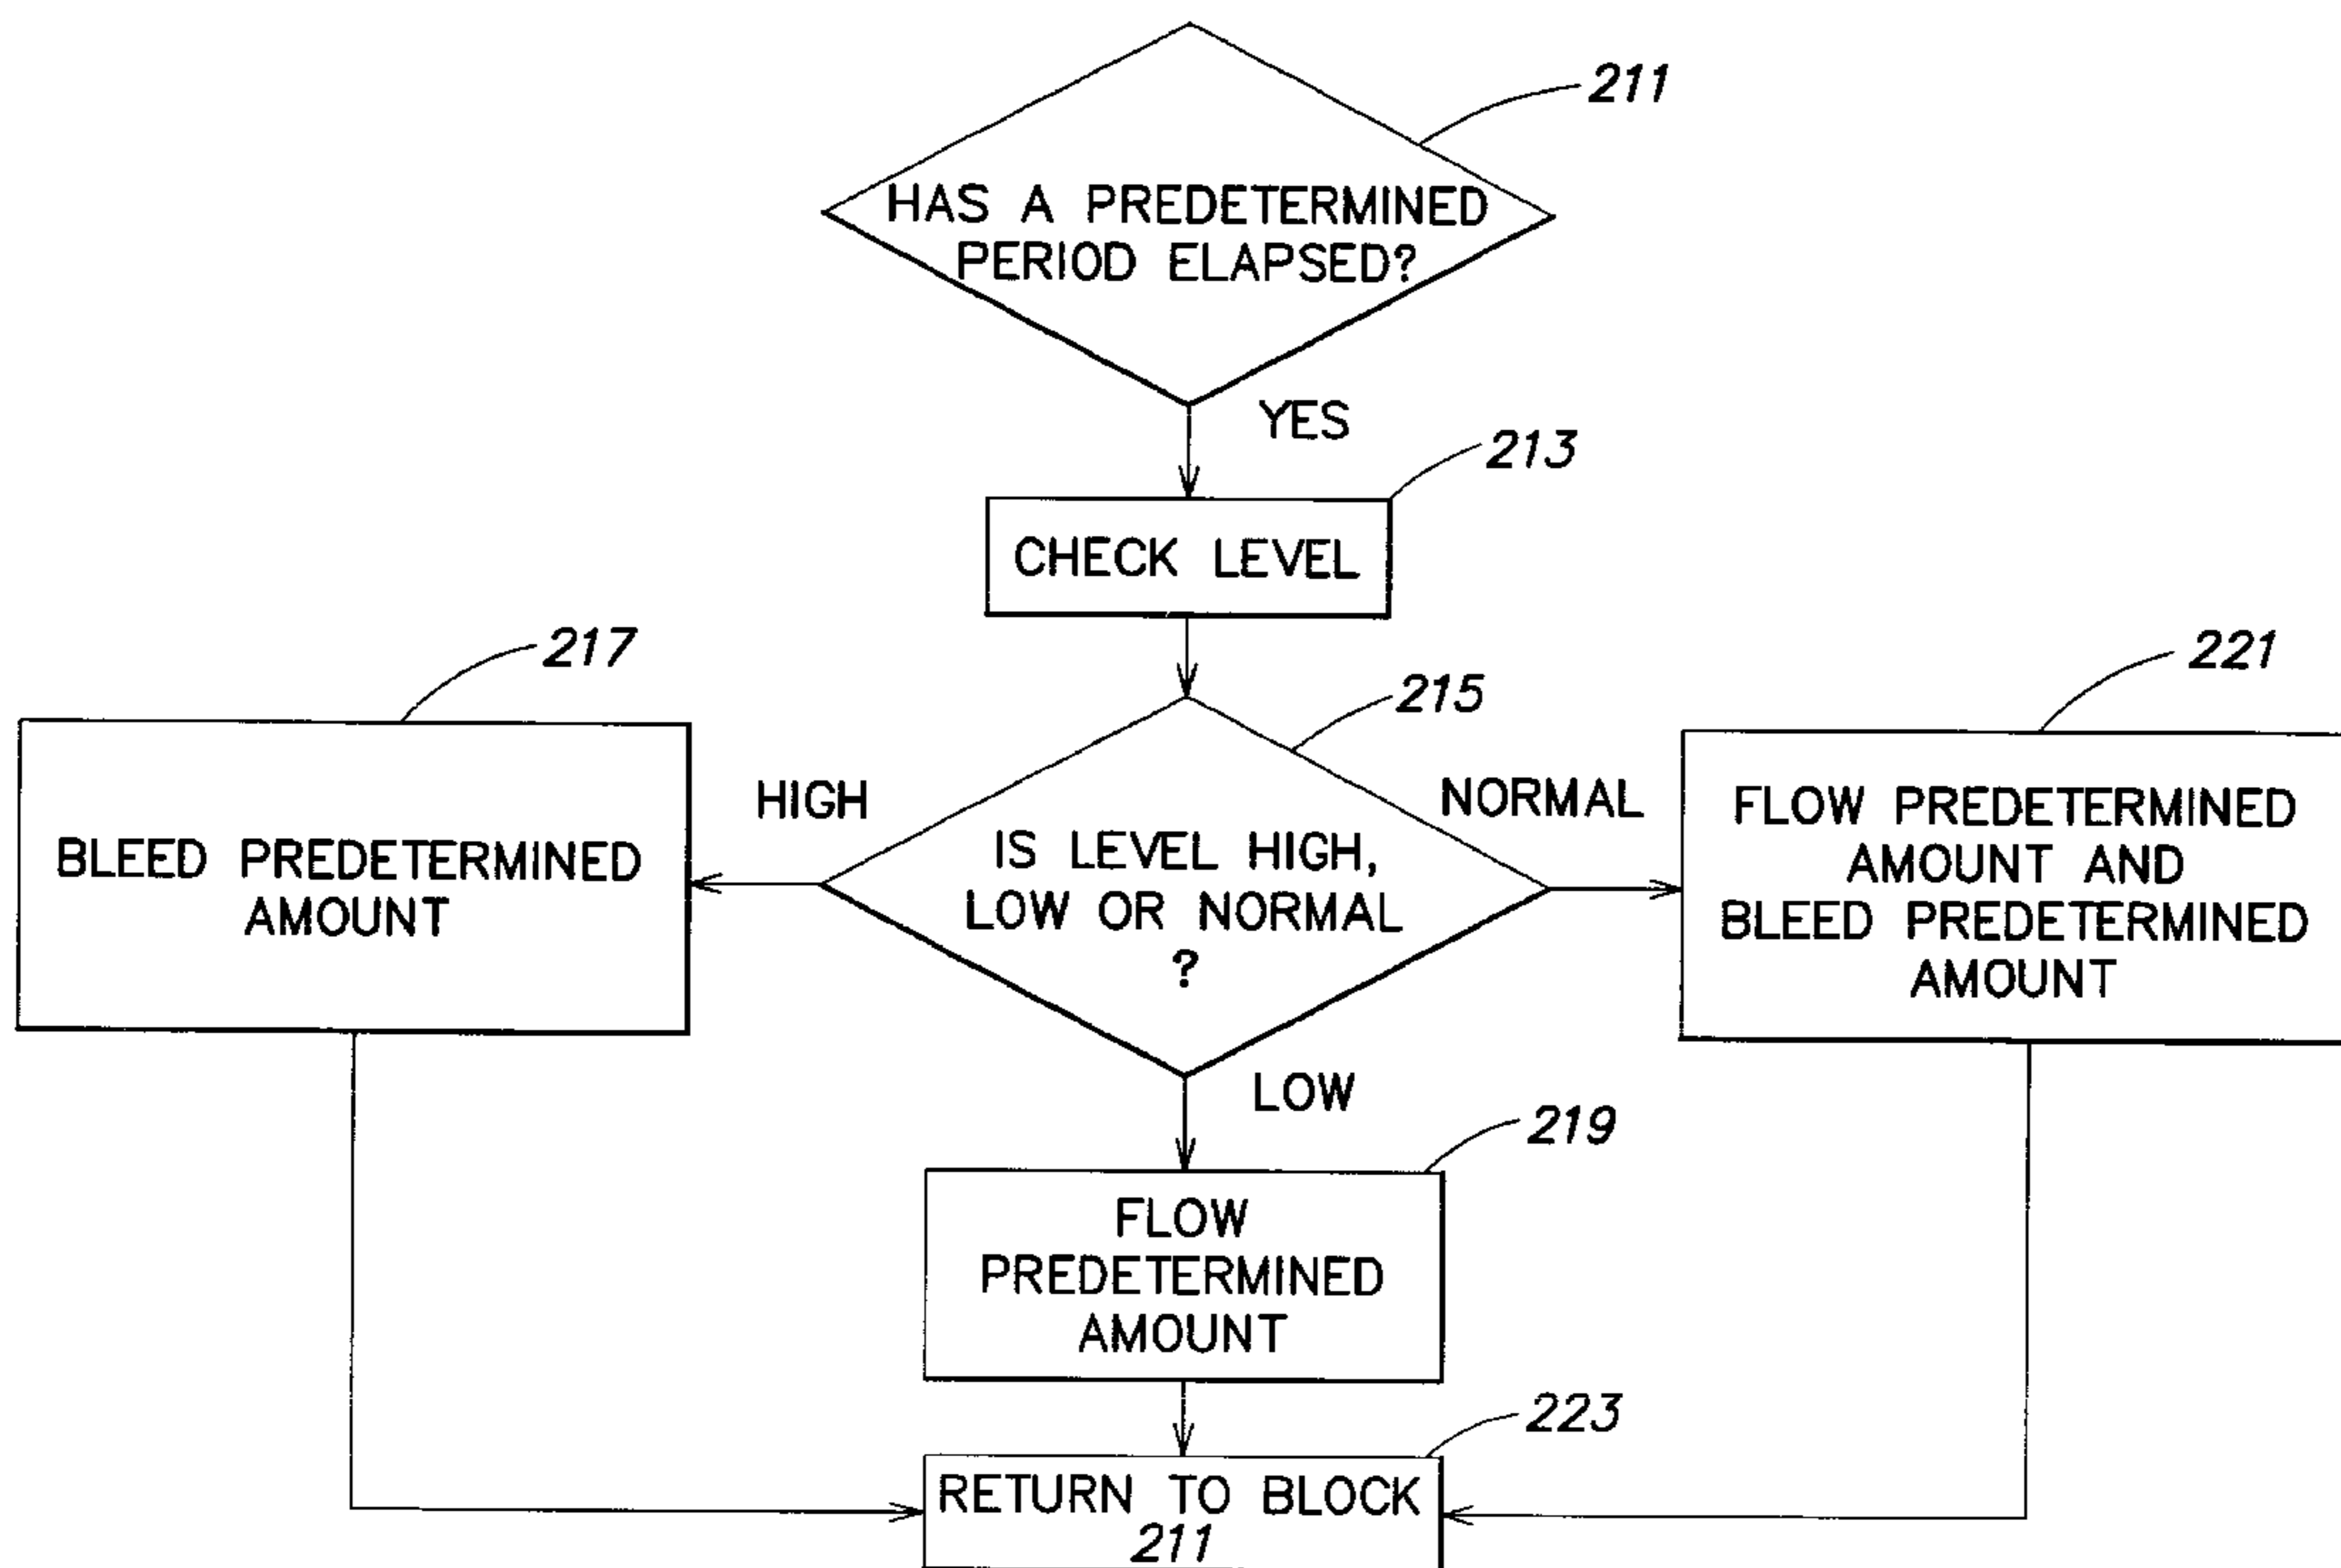 211
HAS A PREDETERMINED
PERIOD ELAPSED?
YES
213
CHECK LEVEL
217
215
221
HIGH
NORMAL
BLEED PREDETERMINED
AMOUNT
IS LEVEL HIGH,
LOW OR NORMAL
?
FLOW PREDETERMINED
AMOUNT AND
BLEED PREDETERMINED
AMOUNT
LOW
219
FLOW
PREDETERMINED
AMOUNT
223
RETURN TO BLOCK
211